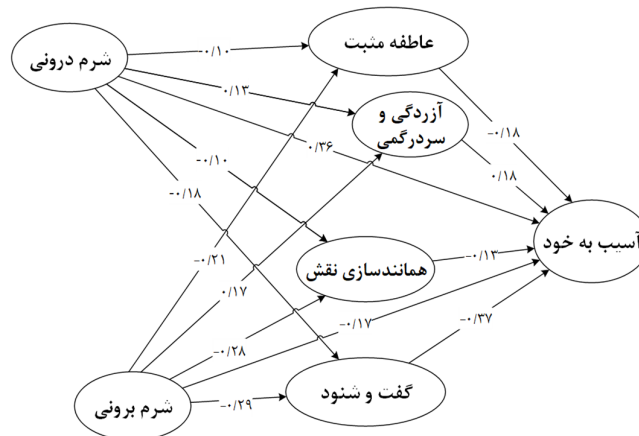 شرم درونی
عاطفه مثبت
آزردگی و
سردرگمی
همانندسازی نقش
گفت و شنود
شرم برونی
آسیب به خود
-۰/۱۰
۰/۱۳
-۰/۱۰
۰/۳۶
-۰/۱۸
-۰/۱۸
۰/۱۸
-۰/۲۱
۰/۱۷
-۰/۱۳
-۰/۱۷
-۰/۲۸
-۰/۳۷
-۰/۲۹